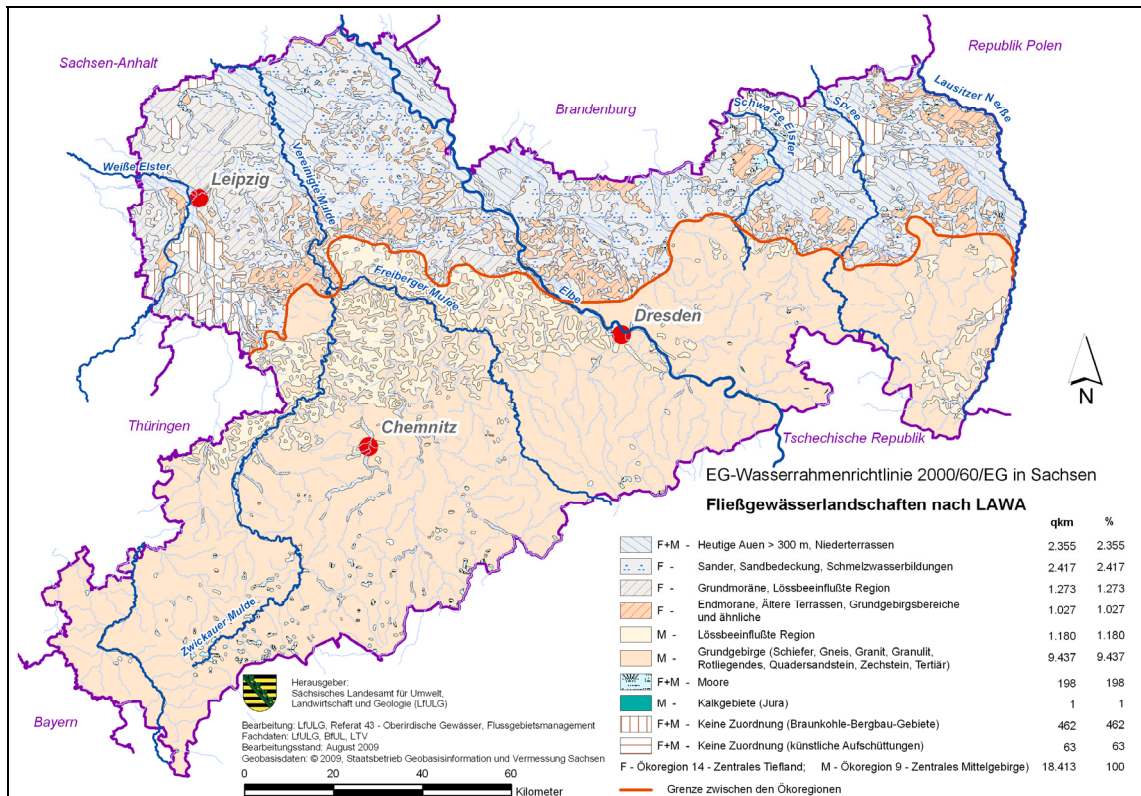 Republik Polen
Sachsen-Anhalt
Brandenburg
Lausitzer Neiße
Spree
Schwarze Elster
Weiße Elster
Leipzig
Vereinigte Mulde
Freiberger Mulde
Elbe
Dresden
N
Thüringen
Chemnitz
Tschechische Republik
Zwickauer Mulde
Bayern
EG-Wasserrahmenrichtlinie 2000/60/EG in Sachsen
Fließgewässerlandschaften nach LAWA
qkm %
F+M - Heutige Auen > 300 m, Niederterrassen 2.355 2.355
F - Sander, Sandbedeckung, Schmelzwasserbildungen 2.417 2.417
F - Grundmoräne, Lössbeeinflußte Region 1.273 1.273
F - Endmoräne, Ältere Terrassen, Grundgebirgsbereiche
und ähnliche 1.027 1.027
M - Lössbeeinflußte Region 1.180 1.180
M - Grundgebirge (Schiefer, Gneis, Granit, Granulit,
Rotliegendes, Quadersandstein, Zechstein, Tertiär) 9.437 9.437
F+M - Moore 198 198
M - Kalkgebiete (Jura) 1 1
F+M - Keine Zuordnung (Braunkohle-Bergbau-Gebiete) 462 462
F+M - Keine Zuordnung (künstliche Aufschüttungen) 63 63
F - Ökoregion 14 - Zentrales Tiefland; M - Ökoregion 9 - Zentrales Mittelgebirge) 18.413 100
Grenze zwischen den Ökoregionen
Herausgeber:
Sächsisches Landesamt für Umwelt,
Landwirtschaft und Geologie (LfULG)
Bearbeitung: LfULG, Referat 43 - Oberirdische Gewässer, Flussgebietsmanagement
Fachdaten: LfULG, BfUL, LTV
Bearbeitungsstand: August 2009
Geobasisdaten: © 2009, Staatsbetrieb Geobasisinformation und Vermessung Sachsen
0 20 40 60
Kilometer